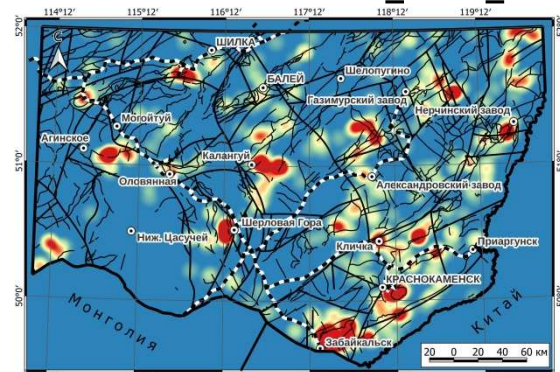 114°12' 115°12' 116°12' 117°12' 118°12' 119°12'
52°0'
С
ШИЛКА
БАЛЕЙ
Шелопугино
Газимурский завод
Нерчинский завод
Могойтуй
Агинское
51°0'
Калангуй
Оловянная
Александровский завод
Шерловая Гора
Ниж. Цасучей
Кличка
Приаргунск
КРАСНОКАМЕНСК
50°0'
Монголия
Китай
Забайкальск
20 0 20 40 60 км